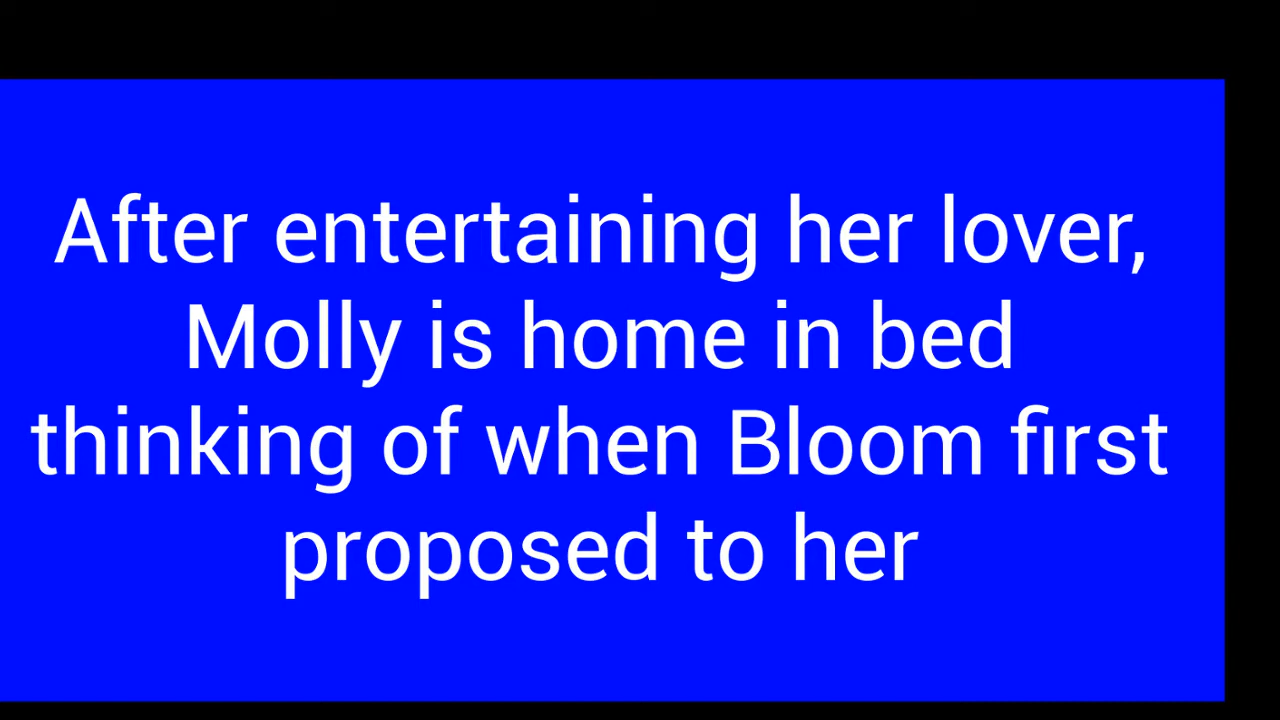 After entertaining her lover,
Molly is home in bed
thinking of when Bloom first
proposed to her